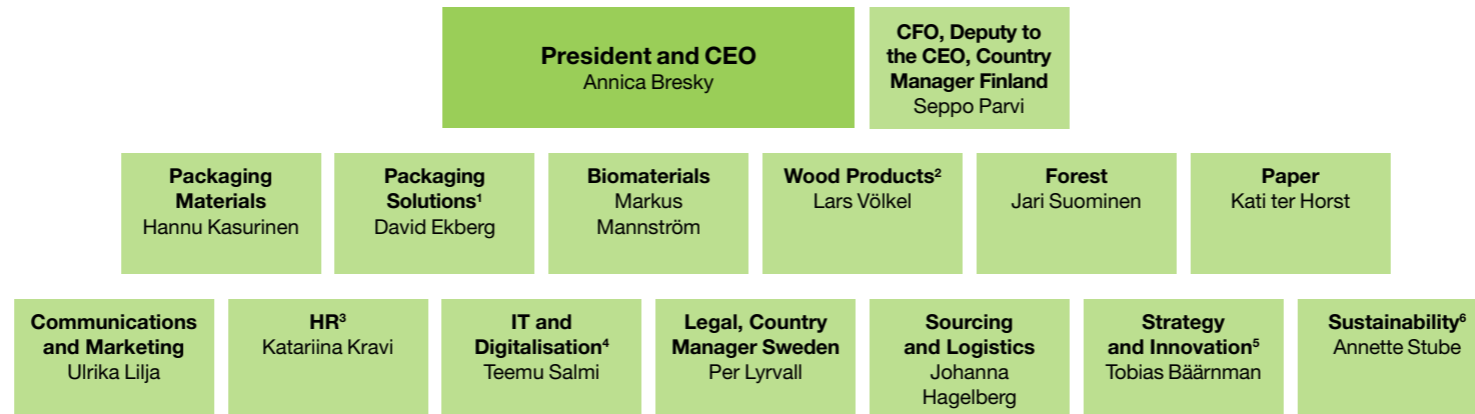 President and CEO
Annica Bresky
CFO, Deputy to
the CEO, Country
Manager Finland
Seppo Parvi
Packaging
Materials
Hannu Kasurinen
Packaging
Solutions¹
David Ekberg
Biomaterials
Markus
Mannström
Wood Products²
Lars Völkel
Forest
Jari Suominen
Paper
Kati ter Horst
Communications
and Marketing
Ulrika Lilja
HR³
Katariina Kravi
IT and
Digitalisation⁴
Teemu Salmi
Legal, Country
Manager Sweden
Per Lyrvall
Sourcing
and Logistics
Johanna
Hagelberg
Strategy
and Innovation⁵
Tobias Bäärnman
Sustainability⁶
Annette Stube